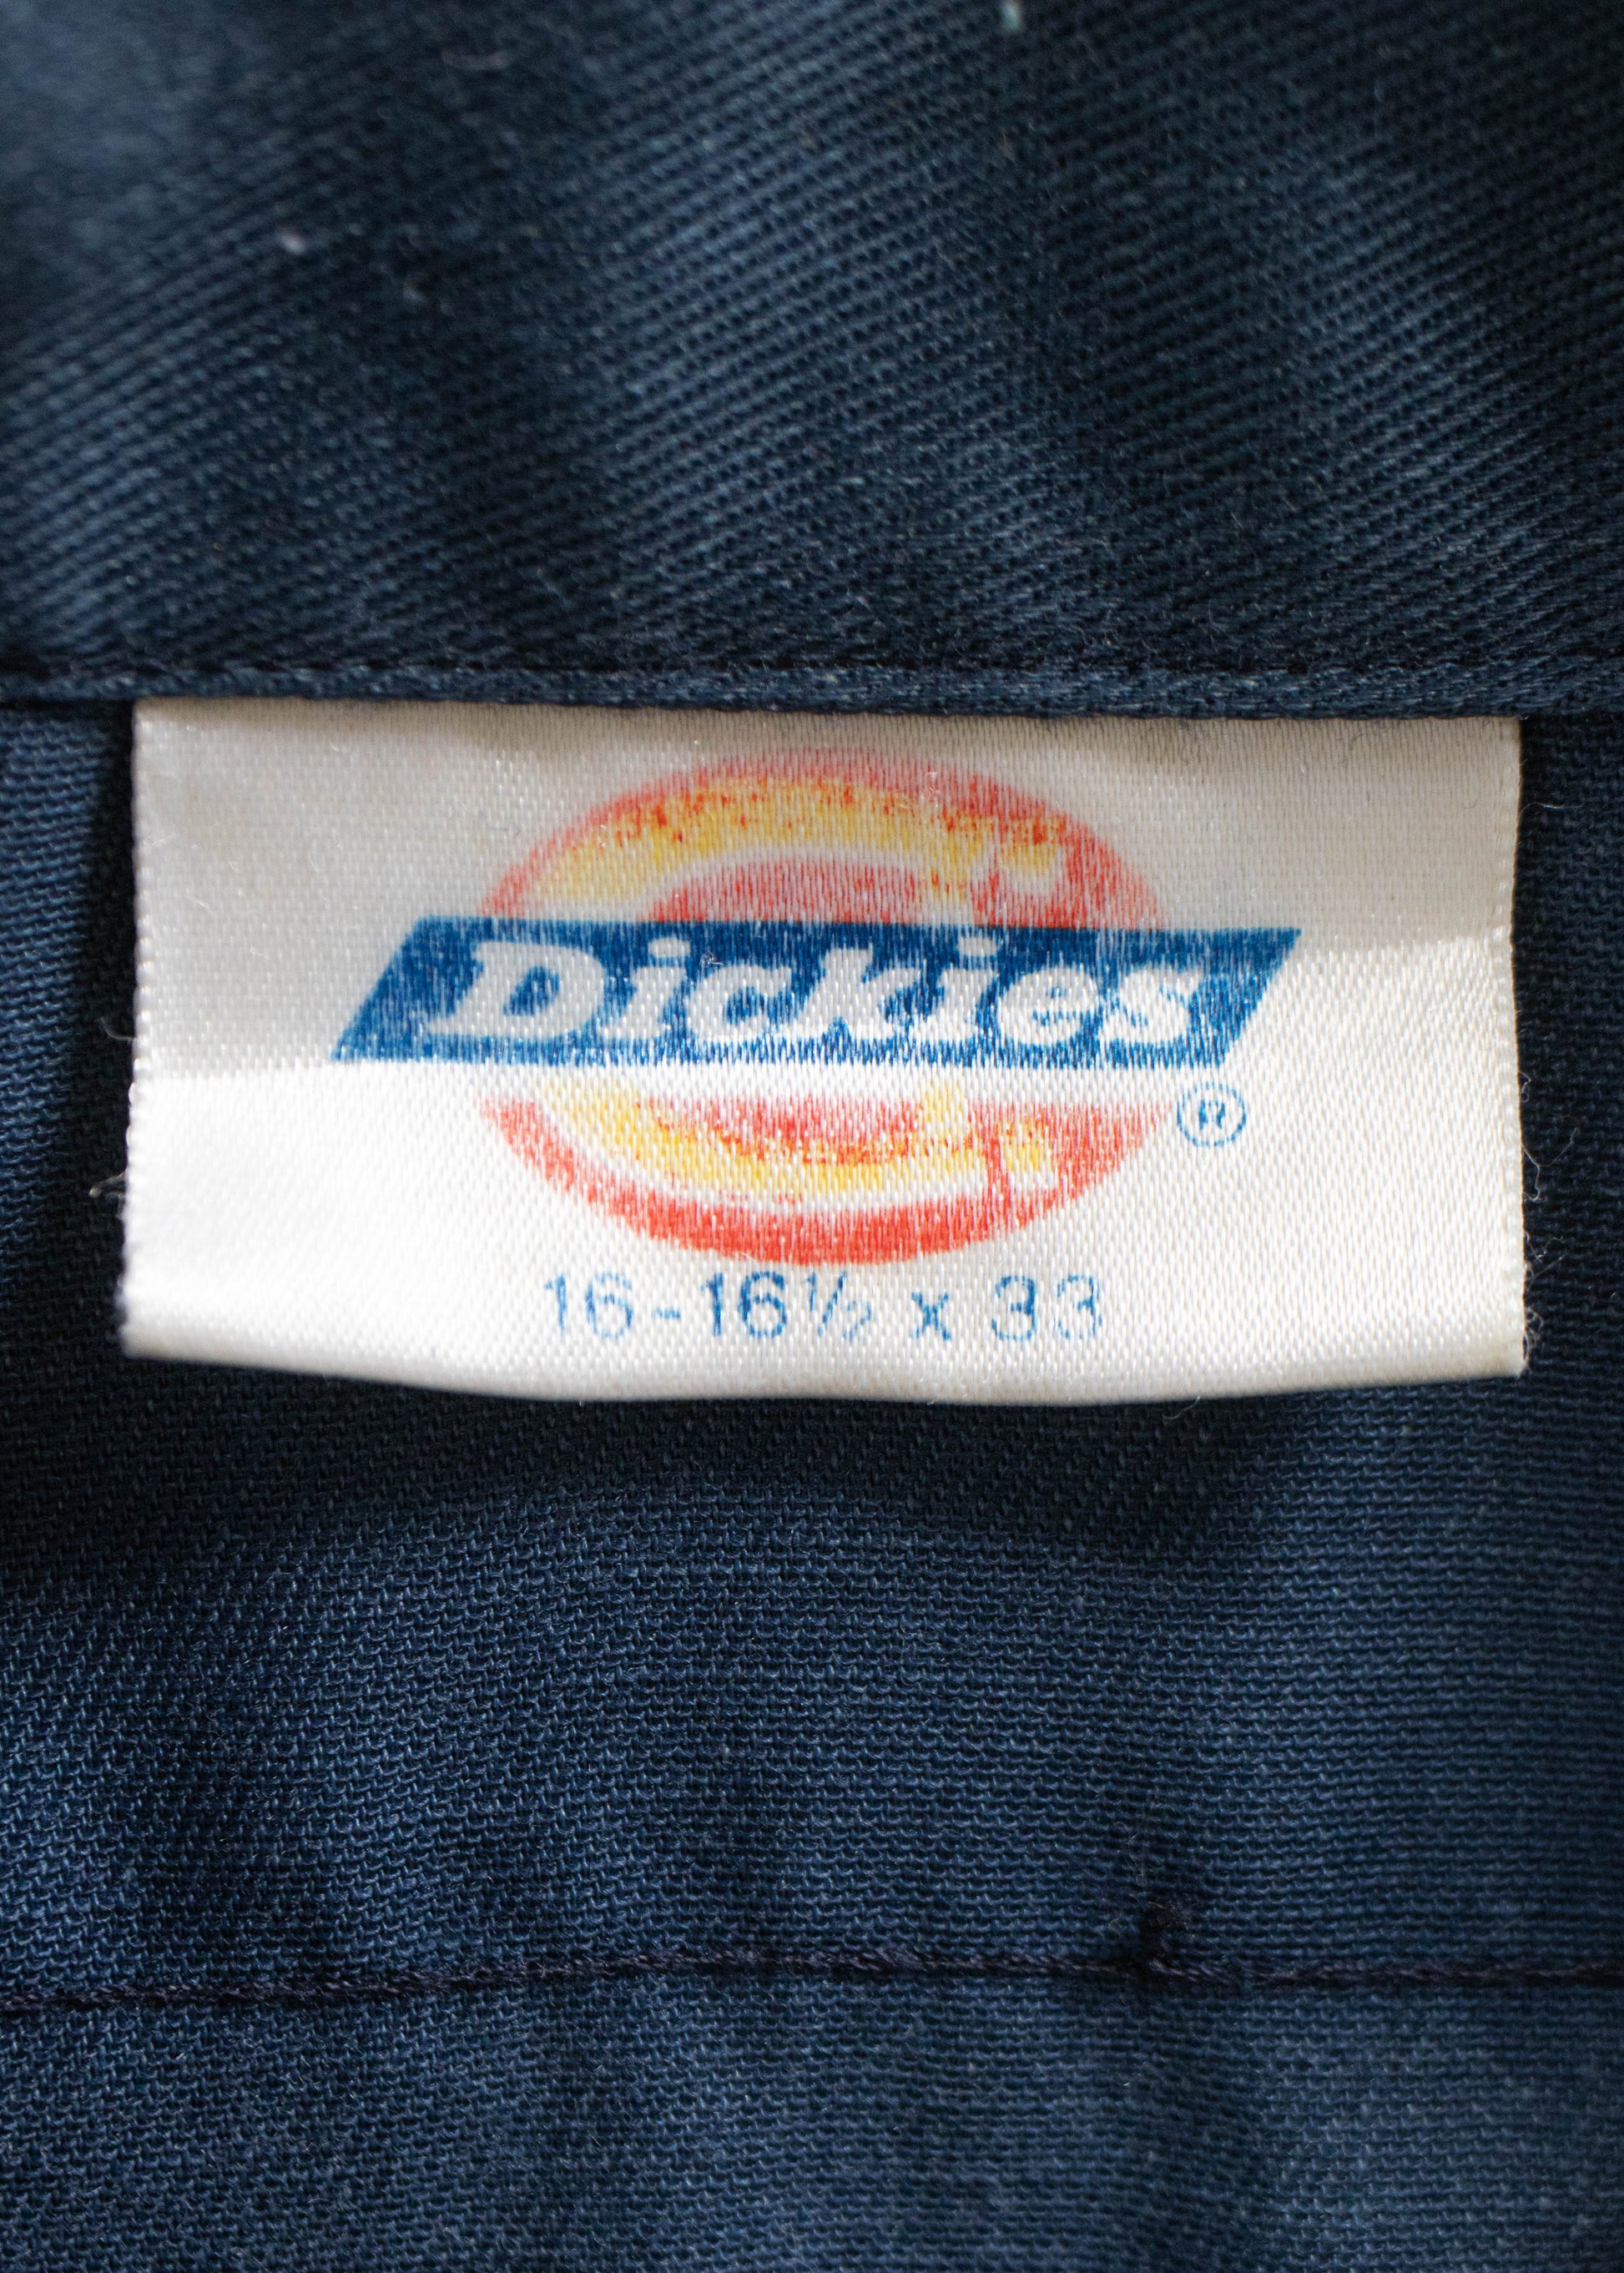 Dickies
®
16-16½ x 33